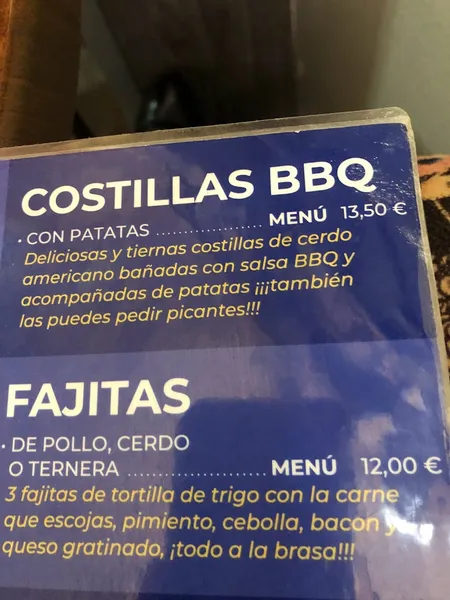 COSTILLAS BBQ
· CON PATATAS .................... MENÚ 13,50 €
Deliciosas y tiernas costillas de cerdo
americano bañadas con salsa BBQ y
acompañadas de patatas ¡¡¡también
las puedes pedir picantes!!!
FAJITAS
· DE POLLO, CERDO
O TERNERA ......................... MENÚ 12,00 €
3 fajitas de tortilla de trigo con la carne
que escojas, pimiento, cebolla, bacon y
queso gratinado, ¡todo a la brasa!!!